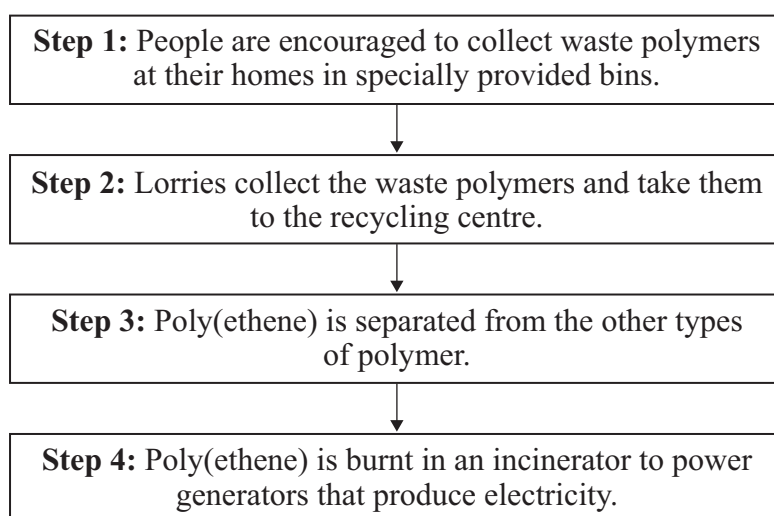 Step 1: People are encouraged to collect waste polymers
at their homes in specially provided bins.
Step 2: Lorries collect the waste polymers and take them
to the recycling centre.
Step 3: Poly(ethene) is separated from the other types
of polymer.
Step 4: Poly(ethene) is burnt in an incinerator to power
generators that produce electricity.